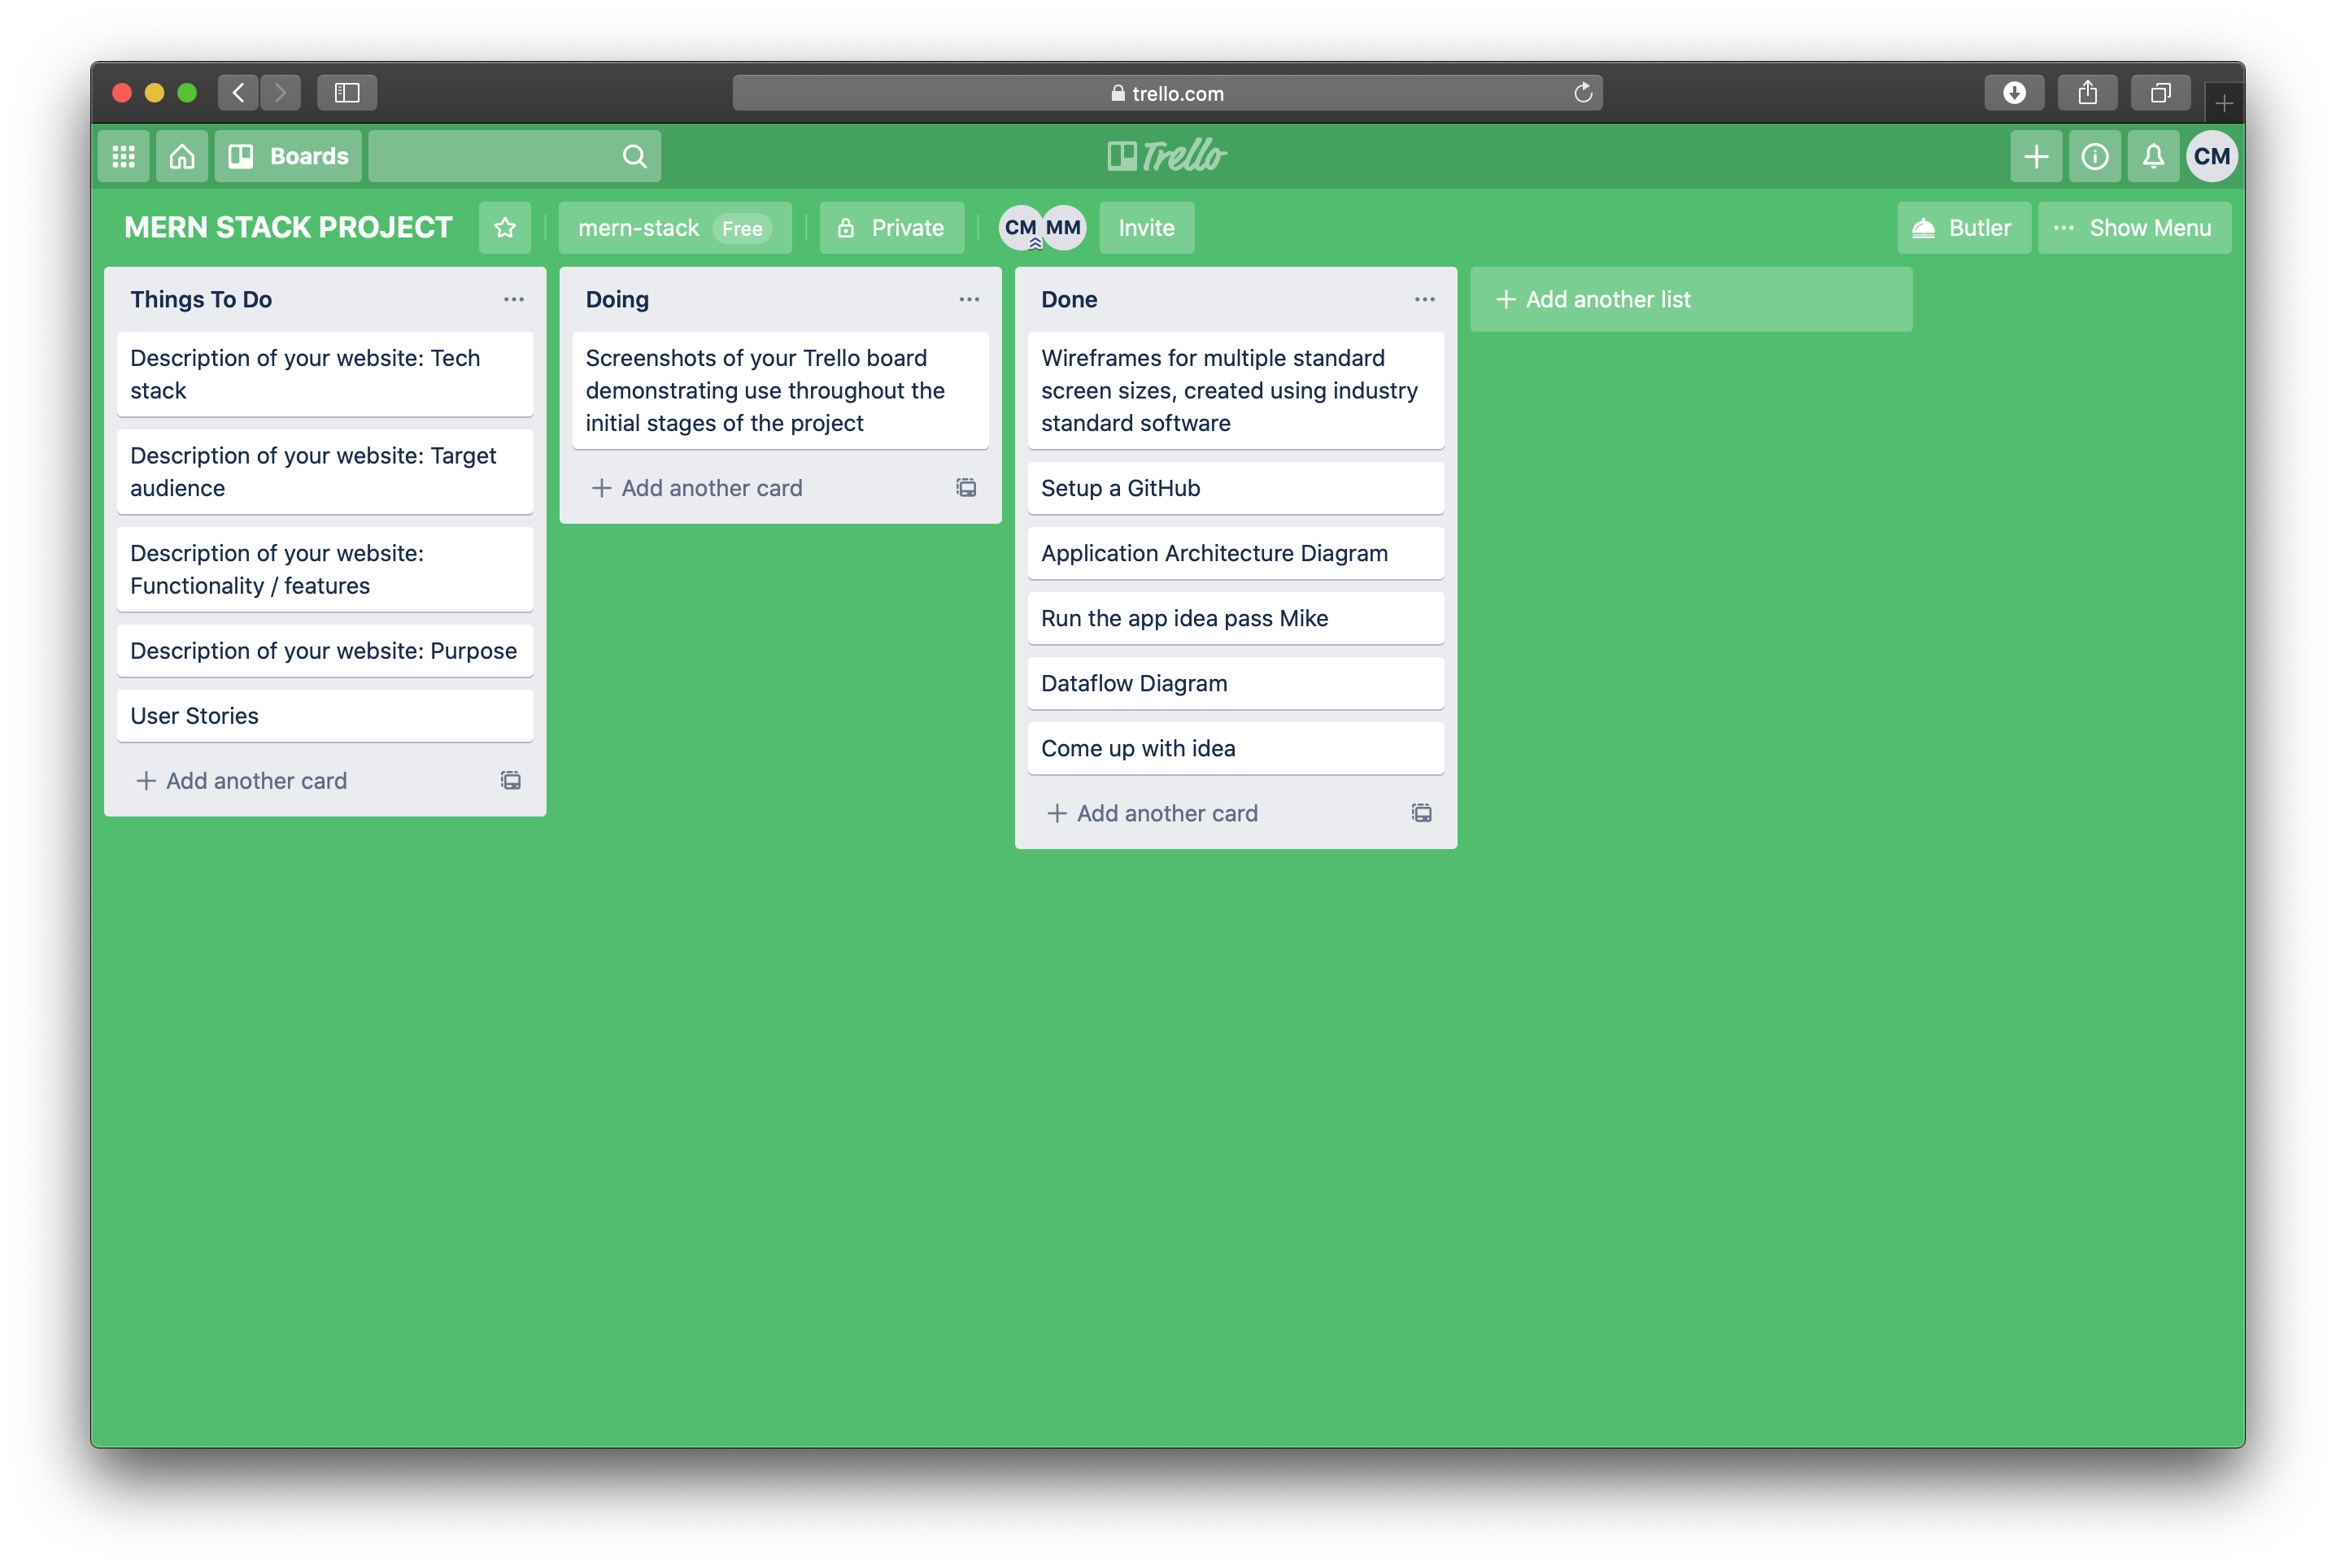 trello.com
Boards
Trello
CM
MERN STACK PROJECT
mern-stack Free
Private
CM MM
Invite
Butler
Show Menu
Things To Do
Description of your website: Tech
stack
Description of your website: Target
audience
Description of your website:
Functionality / features
Description of your website: Purpose
User Stories
Add another card
Doing
Screenshots of your Trello board
demonstrating use throughout the
initial stages of the project
Add another card
Done
Wireframes for multiple standard
screen sizes, created using industry
standard software
Setup a GitHub
Application Architecture Diagram
Run the app idea pass Mike
Dataflow Diagram
Come up with idea
Add another card
Add another list